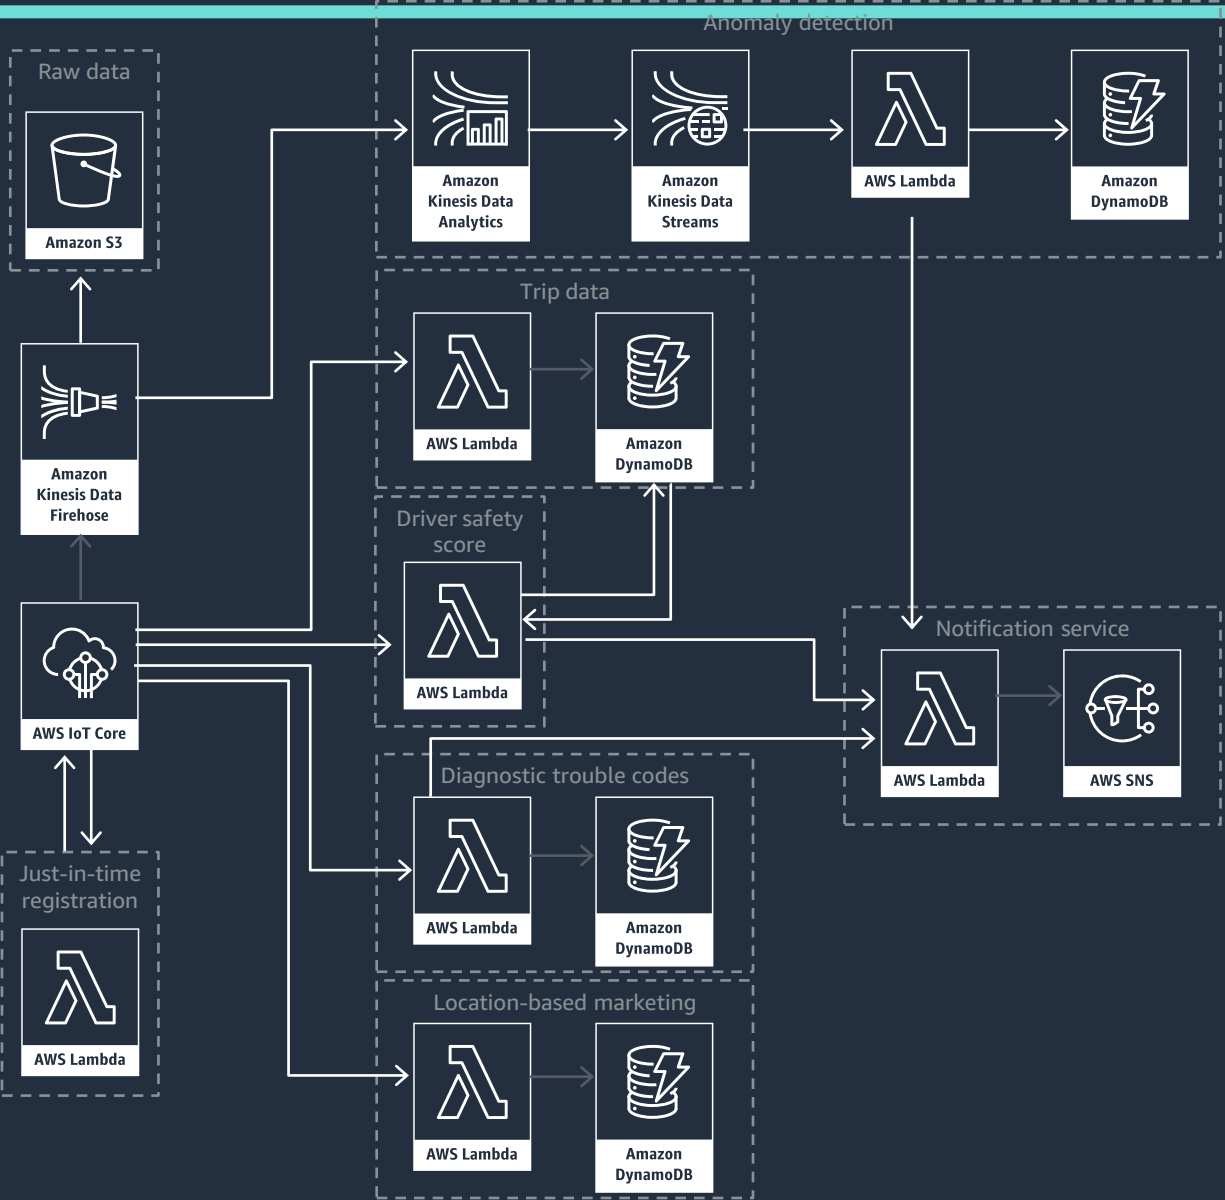 Anomaly detection
Raw data
Amazon S3
Amazon
Kinesis Data
Analytics
Amazon
Kinesis Data
Streams
AWS Lambda
Amazon
DynamoDB
Trip data
AWS Lambda
Amazon
DynamoDB
Amazon
Kinesis Data
Firehose
Driver safety
score
AWS Lambda
AWS IoT Core
Notification service
AWS Lambda
AWS SNS
Diagnostic trouble codes
AWS Lambda
Amazon
DynamoDB
Just-in-time
registration
AWS Lambda
Location-based marketing
AWS Lambda
Amazon
DynamoDB